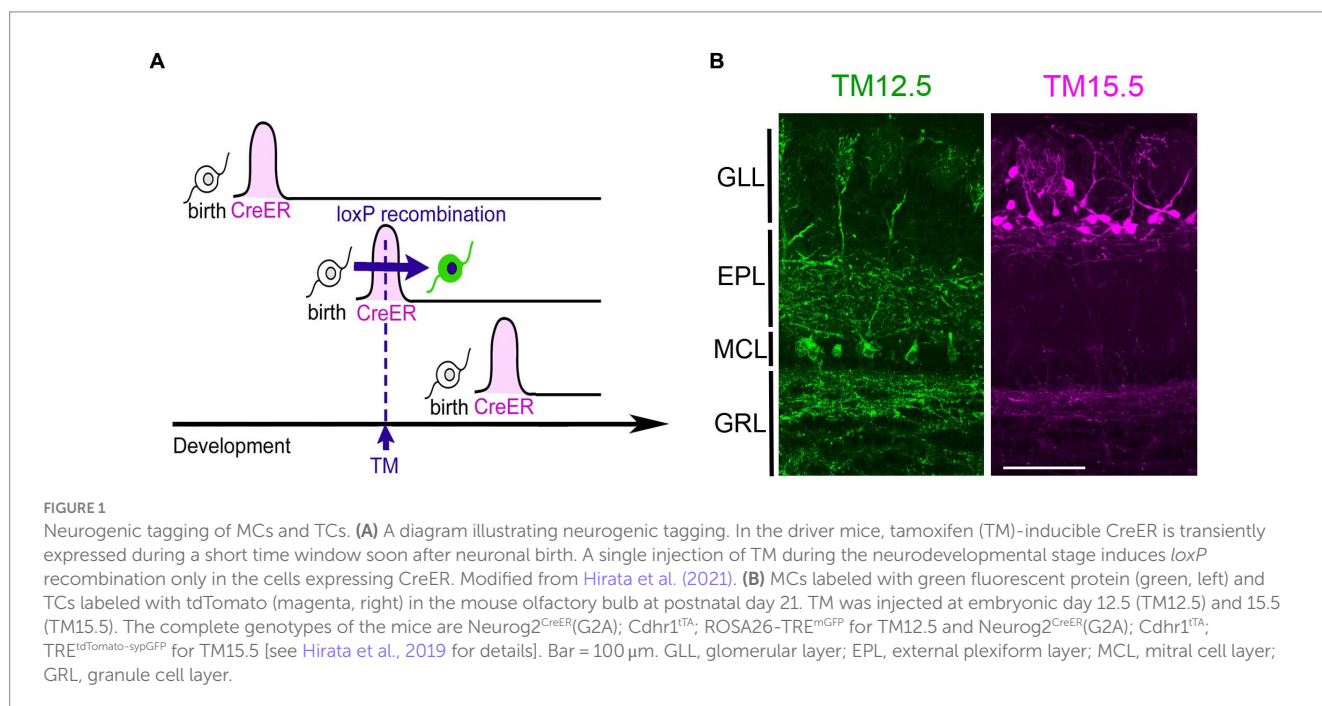 A
B
TM12.5
TM15.5
birth CreER
loxP recombination
birth
CreER
birth CreER
Development
TM
GLL
EPL
MCL
GRL
FIGURE 1
Neurogenic tagging of MCs and TCs. (A) A diagram illustrating neurogenic tagging. In the driver mice, tamoxifen (TM)-inducible CreER is transiently
expressed during a short time window soon after neuronal birth. A single injection of TM during the neurodevelopmental stage induces loxP
recombination only in the cells expressing CreER. Modified from Hirata et al. (2021). (B) MCs labeled with green fluorescent protein (green, left) and
TCs labeled with tdTomato (magenta, right) in the mouse olfactory bulb at postnatal day 21. TM was injected at embryonic day 12.5 (TM12.5) and 15.5
(TM15.5). The complete genotypes of the mice are Neurog2CreER(G2A); Cdhr1tTA; ROSA26-TREmGFP for TM12.5 and Neurog2CreER(G2A); Cdhr1tTA;
TREtdTomato-sypGFP for TM15.5 [see Hirata et al., 2019 for details]. Bar = 100 μm. GLL, glomerular layer; EPL, external plexiform layer; MCL, mitral cell layer;
GRL, granule cell layer.